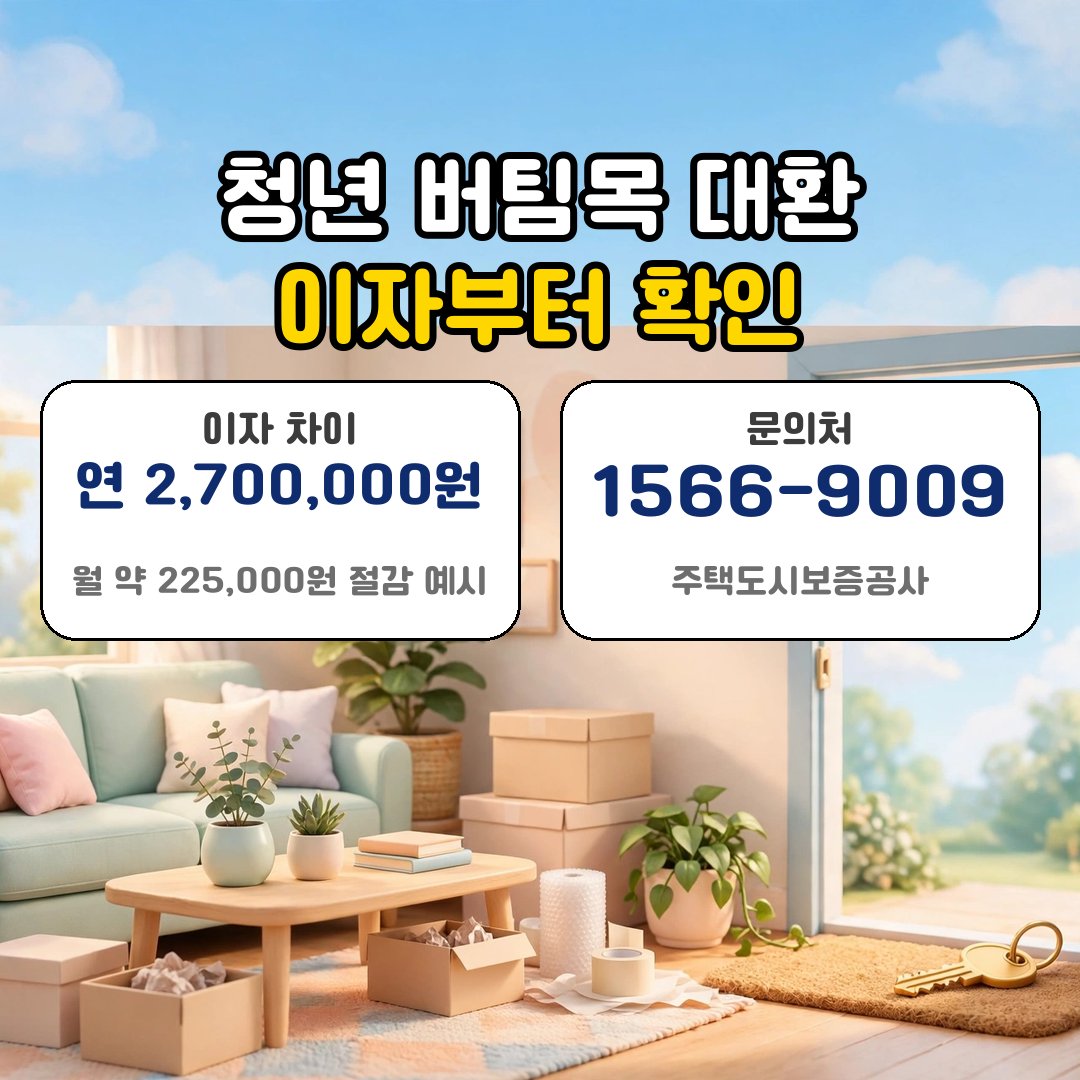 청년 버팀목 대환
이자부터 확인
이자 차이
연 2,700,000원
월 약 225,000원 절감 예시
문의처
1566-9009
주택도시보증공사